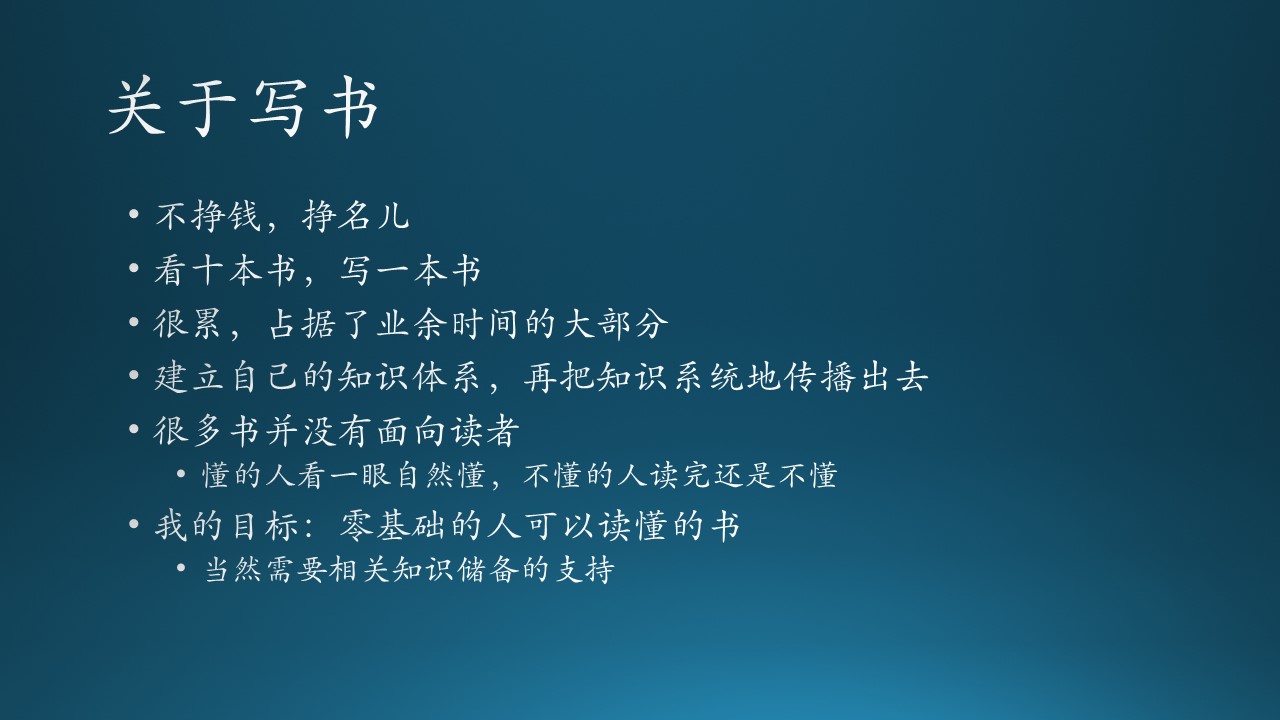 关于写书
• 不挣钱，挣名儿
• 看十本书，写一本书
• 很累，占据了业余时间的大部分
• 建立自己的知识体系，再把知识系统地传播出去
• 很多书并没有面向读者
• 懂的人看一眼自然懂，不懂的人读完还是不懂
• 我的目标：零基础的人可以读懂的书
• 当然需要相关知识储备的支持